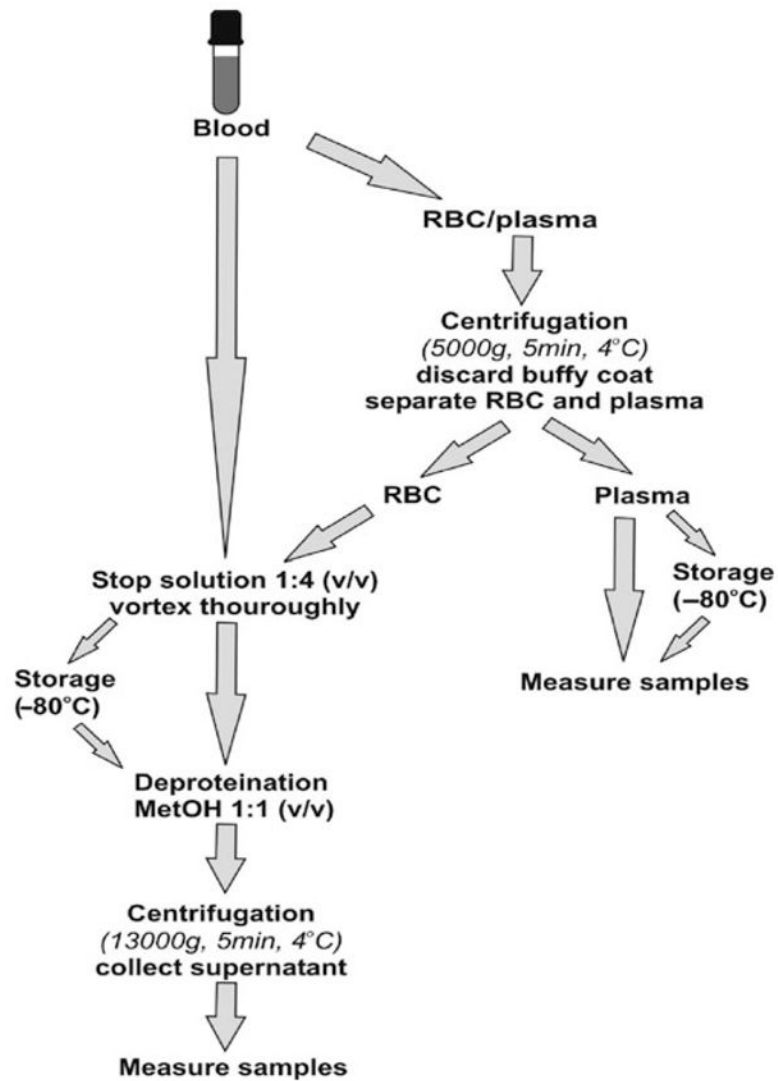 Blood
RBC/plasma
Centrifugation
(5000g, 5min, 4°C)
discard buffy coat
separate RBC and plasma
RBC
Plasma
Stop solution 1:4 (v/v)
vortex thouroughly
Storage
(–80°C)
Measure samples
Storage
(–80°C)
Deproteination
MetOH 1:1 (v/v)
Centrifugation
(13000g, 5min, 4°C)
collect supernatant
Measure samples